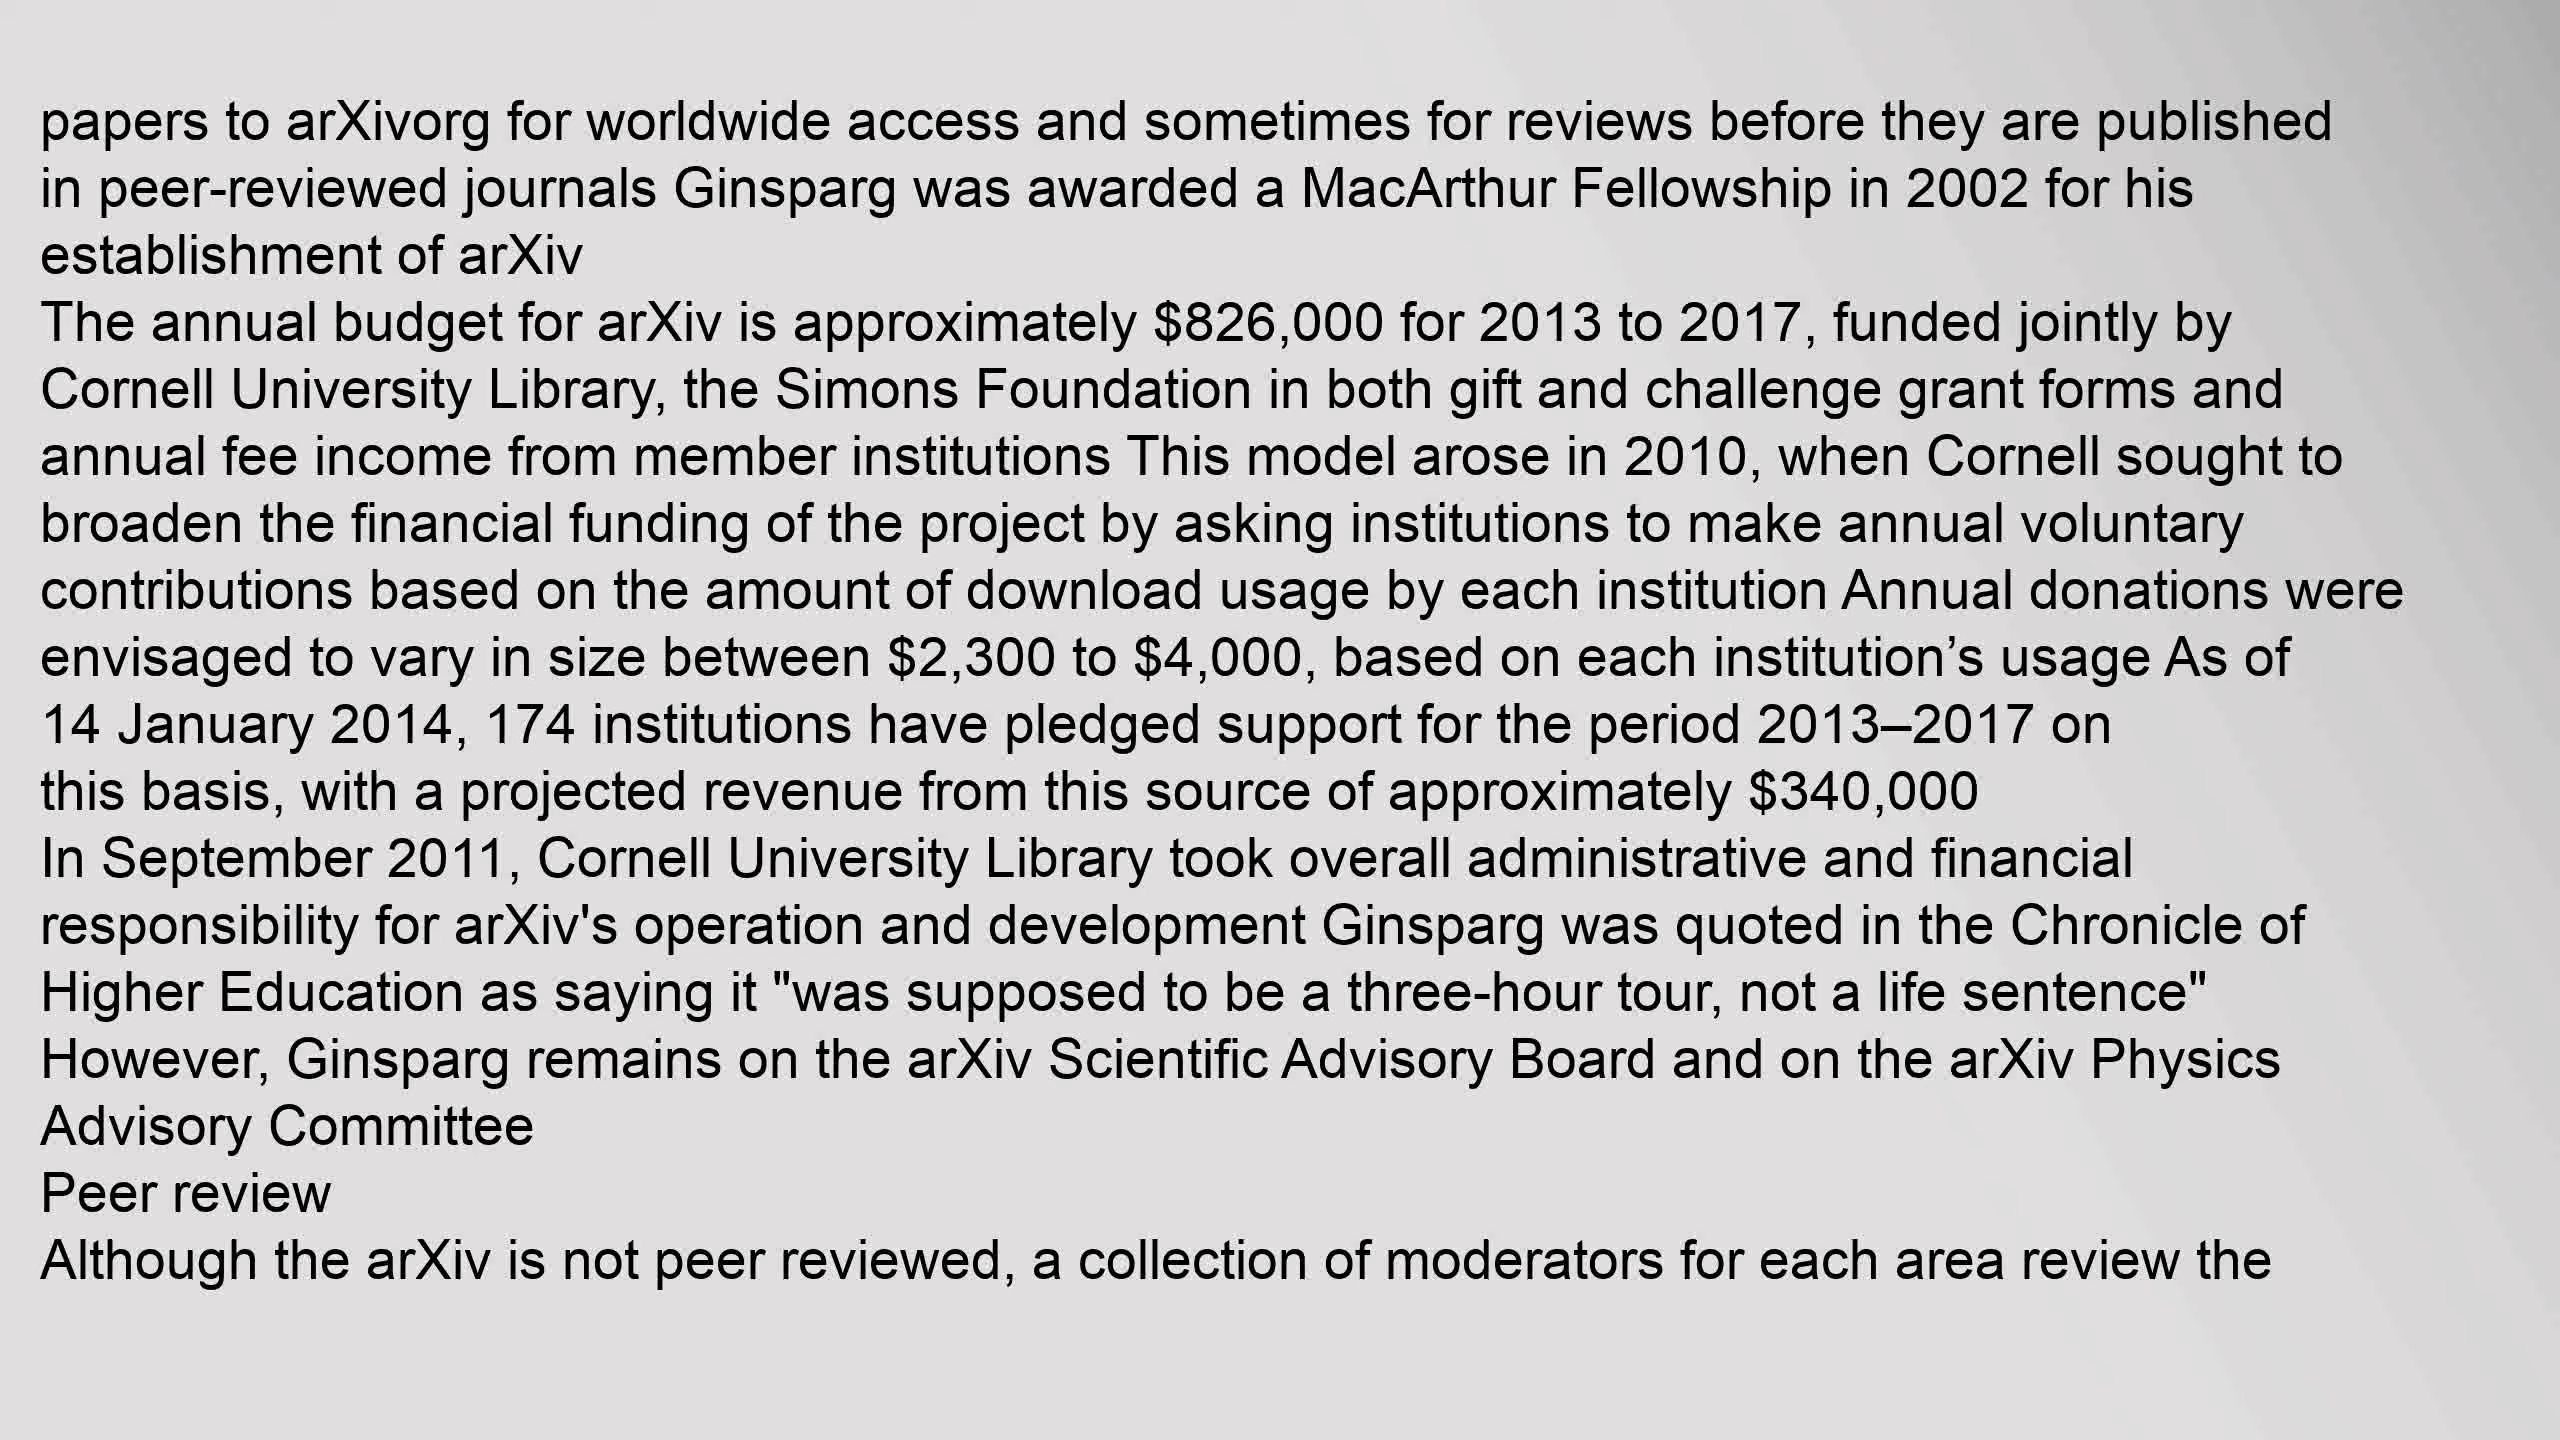 papers to arXivorg for worldwide access and sometimes for reviews before they are published
in peer-reviewed journals Ginsparg was awarded a MacArthur Fellowship in 2002 for his
establishment of arXiv
The annual budget for arXiv is approximately $826,000 for 2013 to 2017, funded jointly by
Cornell University Library, the Simons Foundation in both gift and challenge grant forms and
annual fee income from member institutions This model arose in 2010, when Cornell sought to
broaden the financial funding of the project by asking institutions to make annual voluntary
contributions based on the amount of download usage by each institution Annual donations were
envisaged to vary in size between $2,300 to $4,000, based on each institution’s usage As of
14 January 2014, 174 institutions have pledged support for the period 2013–2017 on
this basis, with a projected revenue from this source of approximately $340,000
In September 2011, Cornell University Library took overall administrative and financial
responsibility for arXiv's operation and development Ginsparg was quoted in the Chronicle of
Higher Education as saying it "was supposed to be a three-hour tour, not a life sentence"
However, Ginsparg remains on the arXiv Scientific Advisory Board and on the arXiv Physics
Advisory Committee
Peer review
Although the arXiv is not peer reviewed, a collection of moderators for each area review the